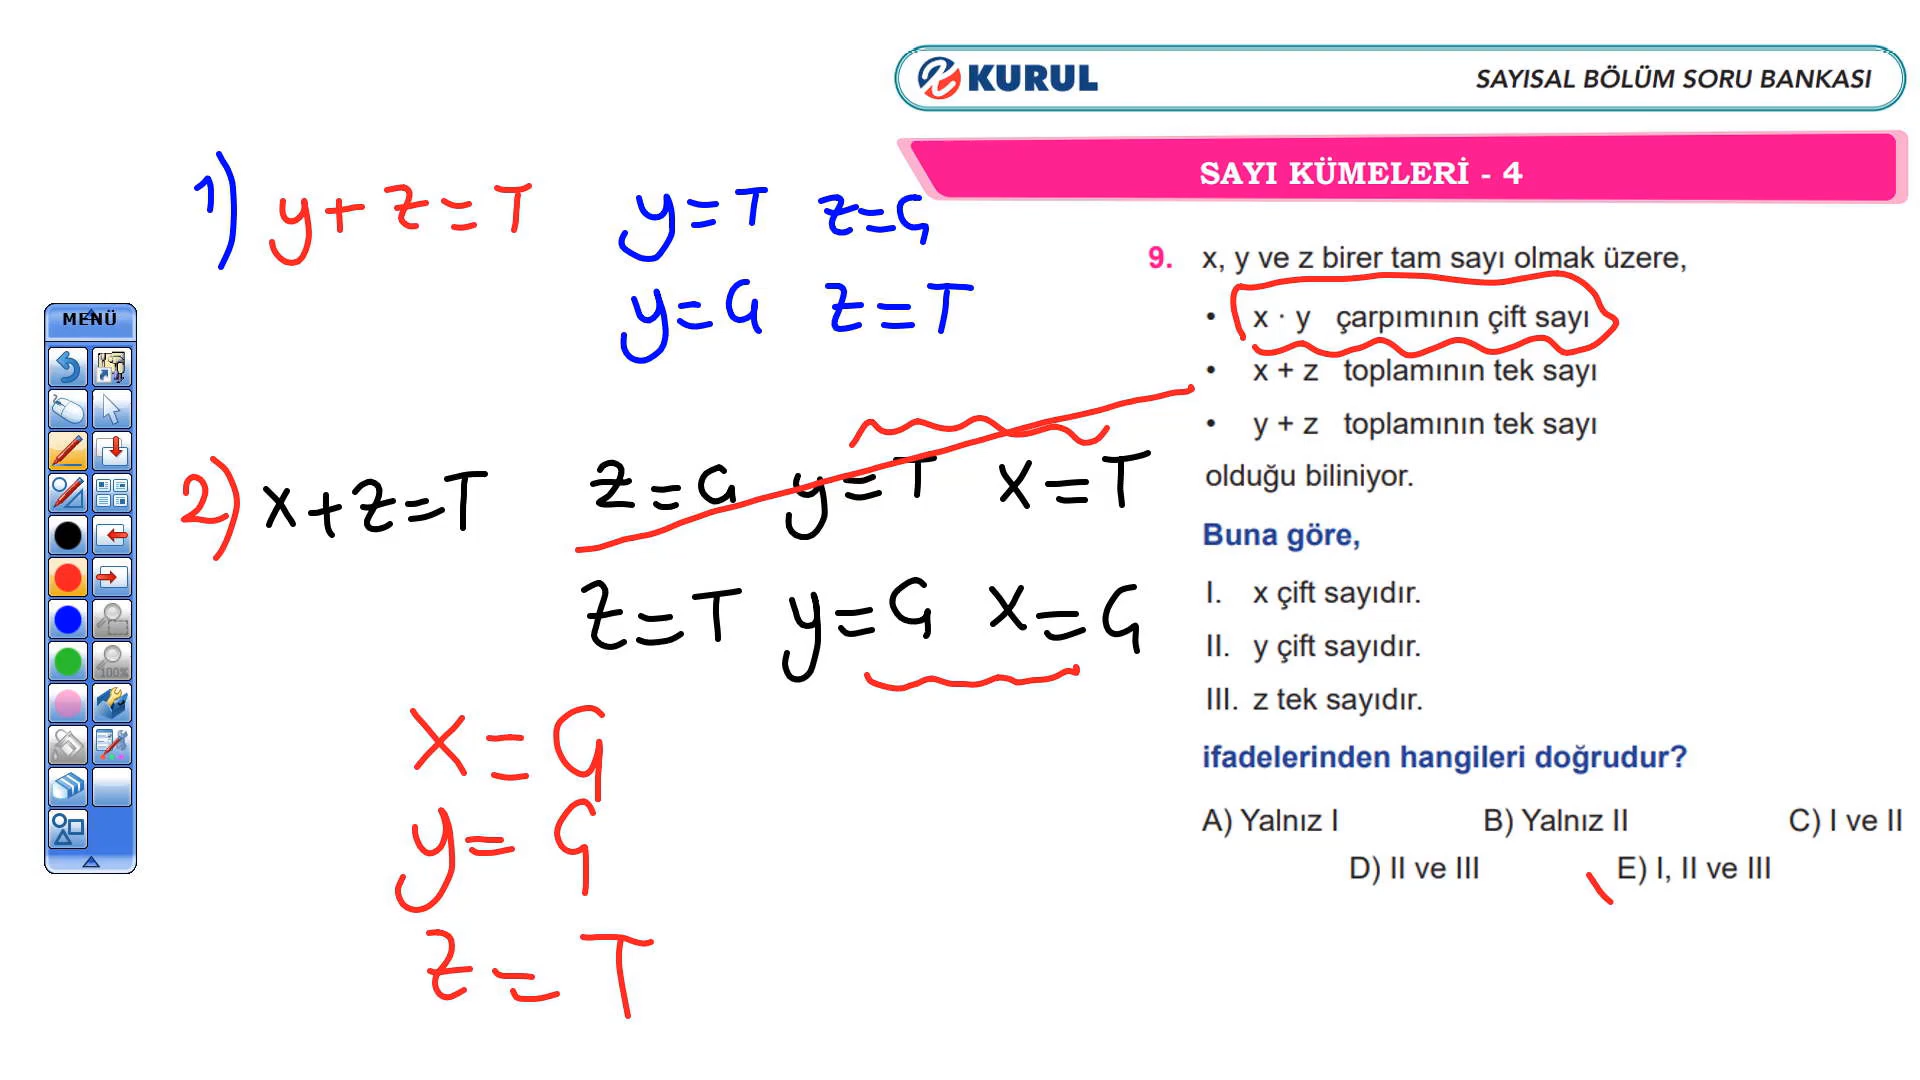 KURUL
SAYISAL BÖLÜM SORU BANKASI
SAYI KÜMELERİ - 4
1) y + z = T   y = T   z = Ç
y = Ç   z = T
MENÜ
2) x + z = T   z = Ç   y = T   x = T
z = T   y = Ç   x = Ç
x = Ç
y = Ç
z = T
100%
9. x, y ve z birer tam sayı olmak üzere,
• x · y çarpımının çift sayı
• x + z toplamının tek sayı
• y + z toplamının tek sayı
olduğu biliniyor.
Buna göre,
I. x çift sayıdır.
II. y çift sayıdır.
III. z tek sayıdır.
ifadelerinden hangileri doğrudur?
A) Yalnız I   B) Yalnız II   C) I ve II
D) II ve III   E) I, II ve III